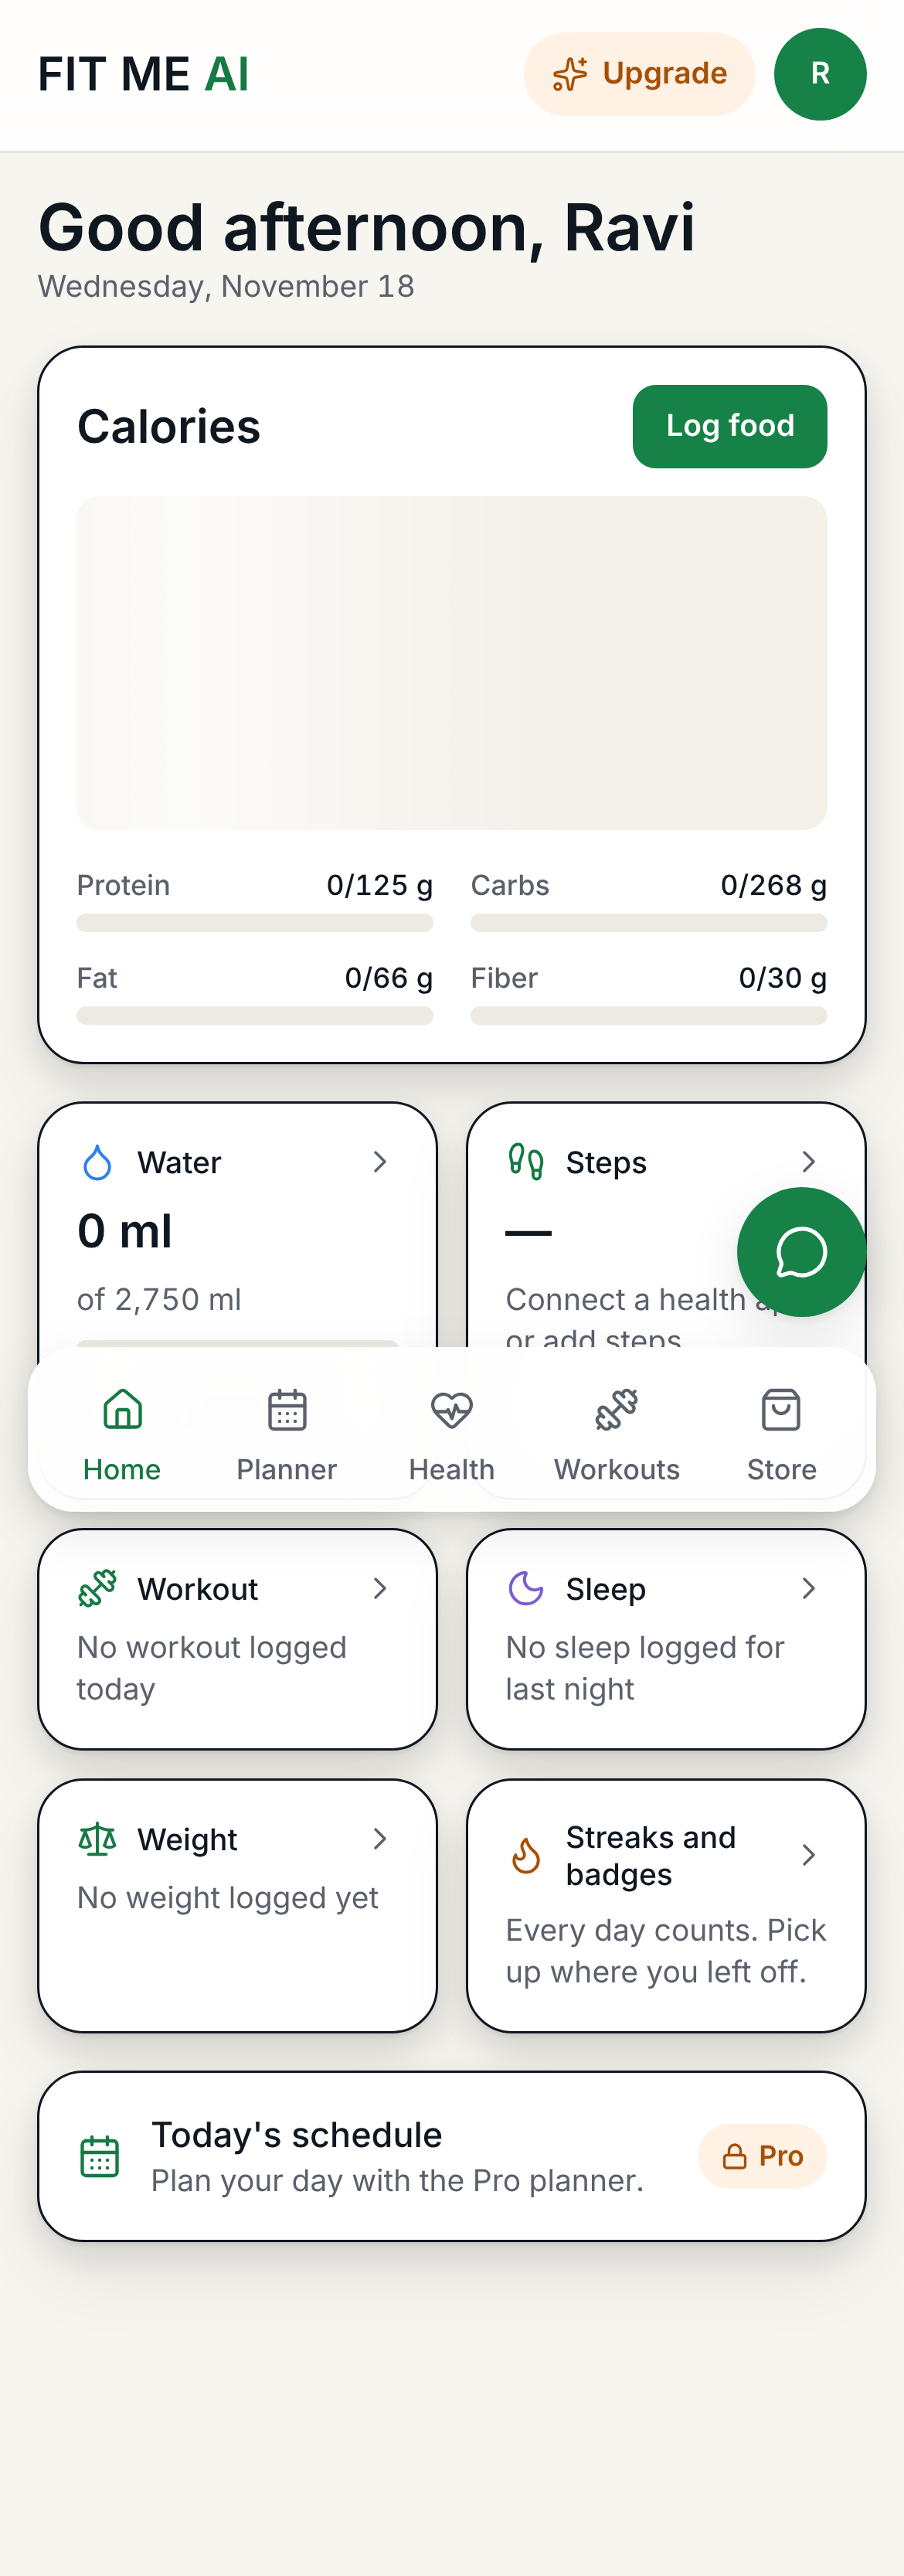 FIT ME AI
Upgrade
R
Good afternoon, Ravi
Wednesday, November 18
Calories
Log food
Protein 0/125 g
Carbs 0/268 g
Fat 0/66 g
Fiber 0/30 g
Water
0 ml
of 2,750 ml
Steps
—
Connect a health
or add steps
Home
Planner
Health
Workouts
Store
Workout
No workout logged
today
Sleep
No sleep logged for
last night
Weight
No weight logged yet
Streaks and
badges
Every day counts. Pick
up where you left off.
Today's schedule
Plan your day with the Pro planner.
Pro